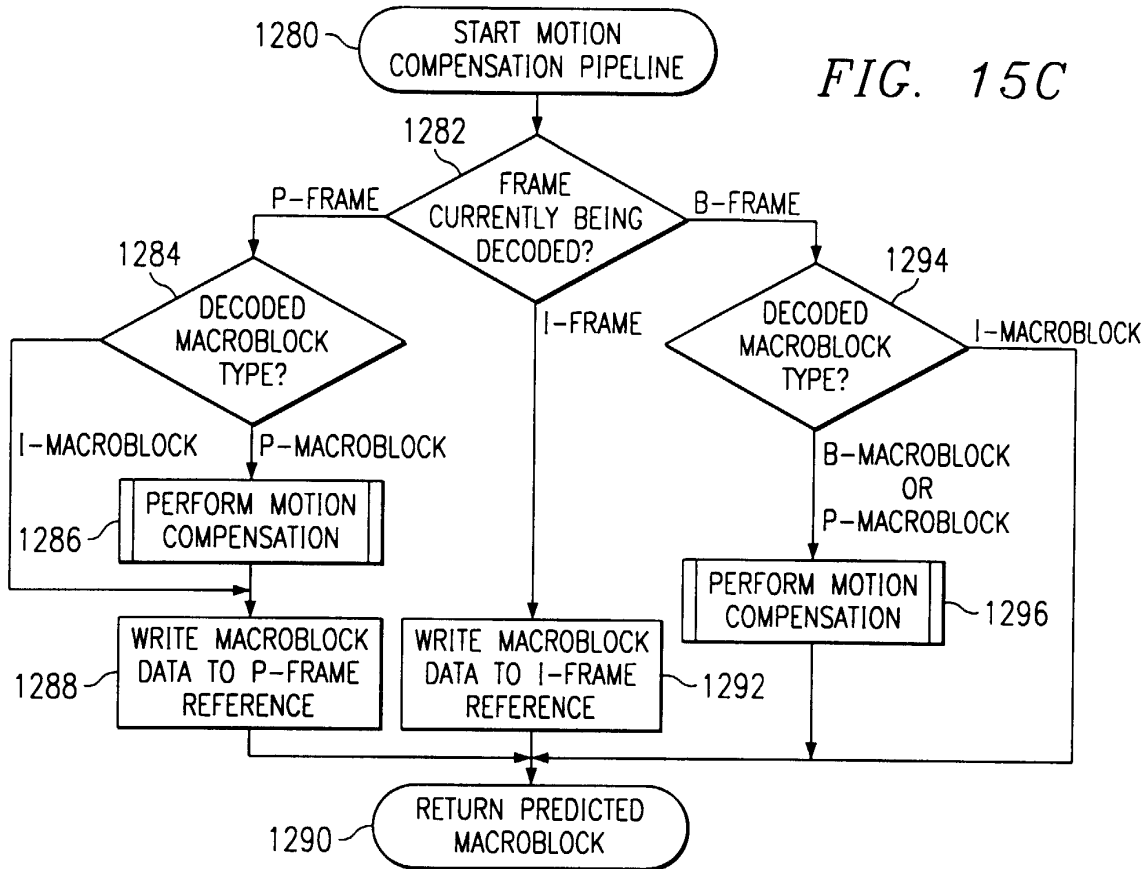 1280
START MOTION
COMPENSATION PIPELINE
FIG. 15C
1282
FRAME
CURRENTLY BEING
DECODED?
P-FRAME
B-FRAME
I-FRAME
1284
DECODED
MACROBLOCK
TYPE?
1294
DECODED
MACROBLOCK
TYPE?
I-MACROBLOCK
I-MACROBLOCK
P-MACROBLOCK
B-MACROBLOCK
OR
P-MACROBLOCK
1286
PERFORM MOTION
COMPENSATION
PERFORM MOTION
COMPENSATION
1296
1288
WRITE MACROBLOCK
DATA TO P-FRAME
REFERENCE
WRITE MACROBLOCK
DATA TO I-FRAME
REFERENCE
1292
1290
RETURN PREDICTED
MACROBLOCK